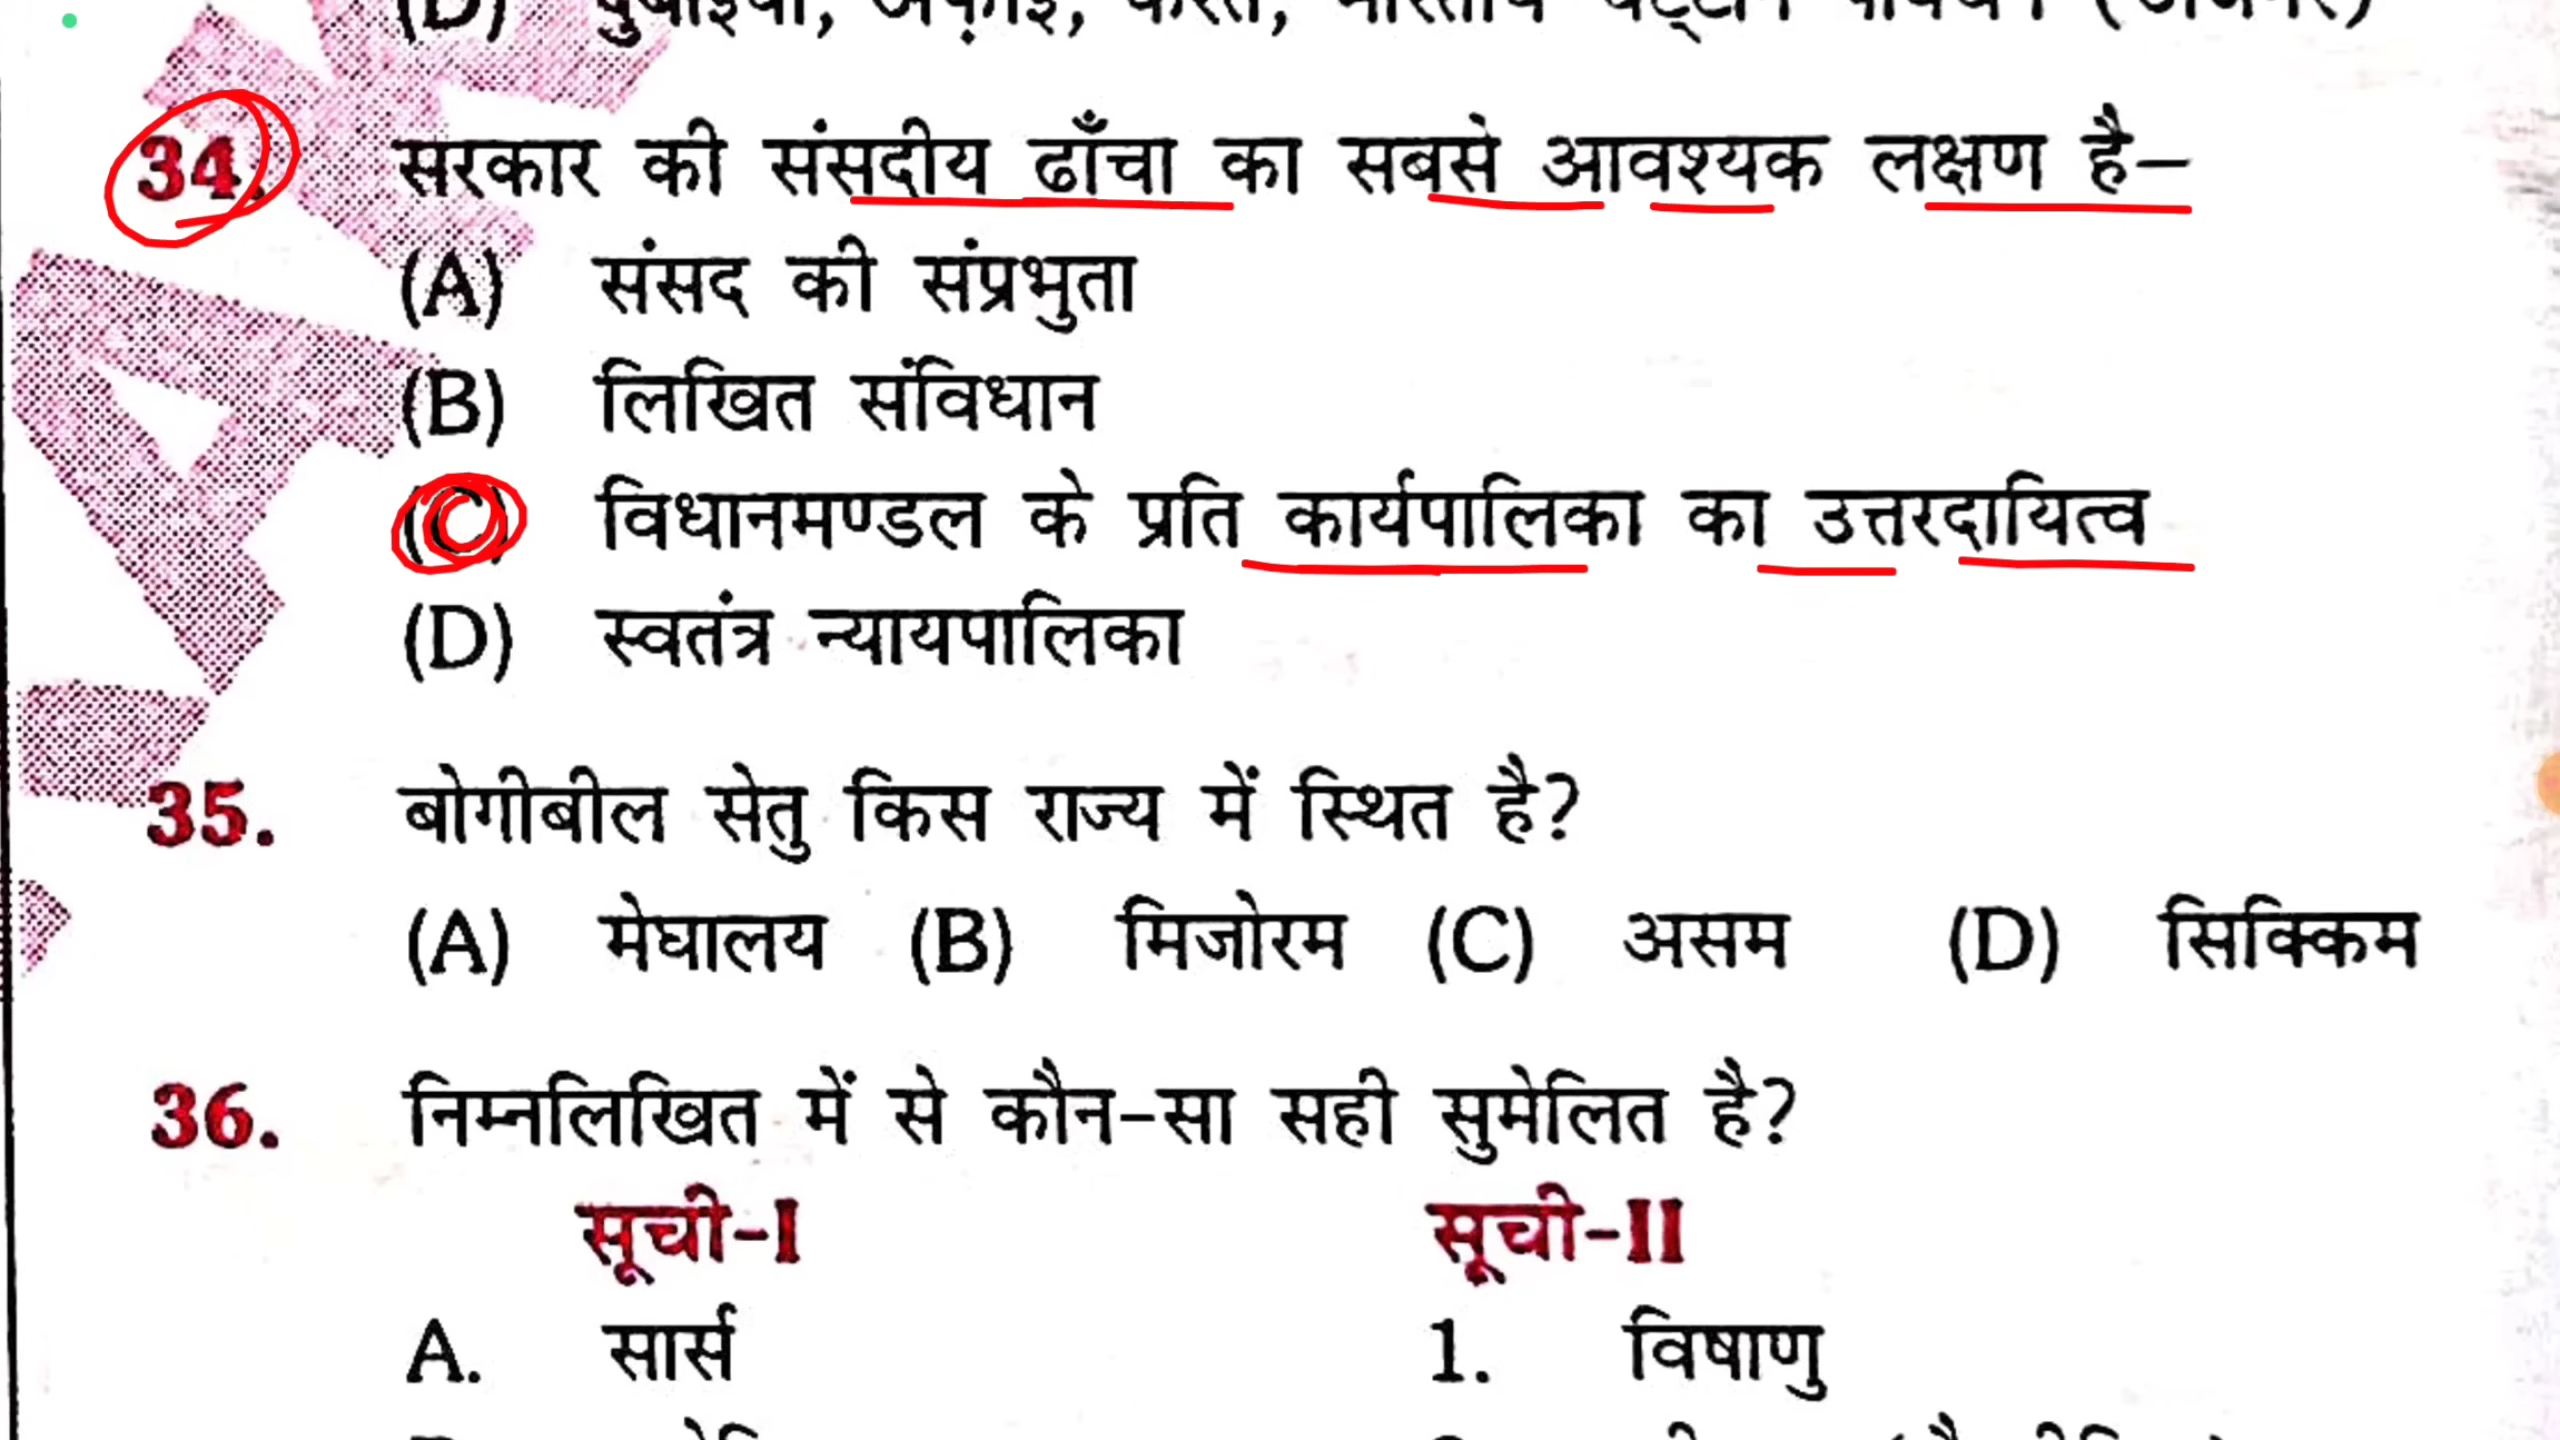 (D)
34. सरकार की संसदीय ढाँचा का सबसे आवश्यक लक्षण है–
(A) संसद की संप्रभुता
(B) लिखित संविधान
(C) विधानमण्डल के प्रति कार्यपालिका का उत्तरदायित्व
(D) स्वतंत्र न्यायपालिका
35. बोगीबील सेतु किस राज्य में स्थित है?
(A) मेघालय (B) मिजोरम (C) असम (D) सिक्किम
36. निम्नलिखित में से कौन-सा सही सुमेलित है?
सूची-I सूची-II
A. सार्स 1. विषाणु